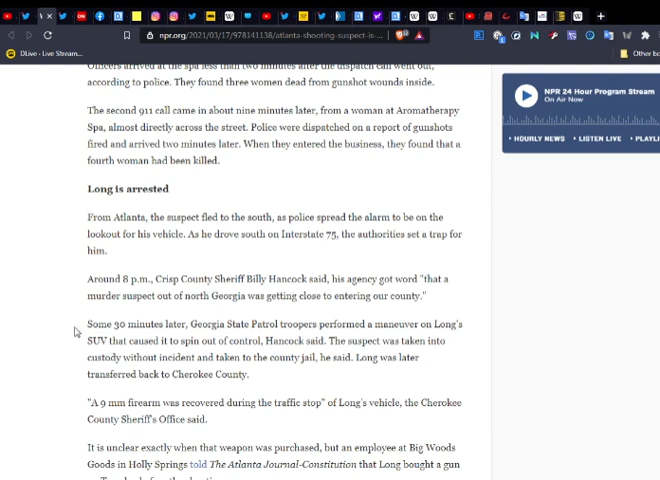 npr.org/2021/03/17/978141138/atlanta-shooting-suspect-is-...
DLive - Live Stream...
Other bo
Officers arrived at the spa less than two minutes after the dispatch call went out,
according to police. They found three women dead from gunshot wounds inside.
NPR 24 Hour Program Stream
On Air Now
HOURLY NEWS
LISTEN LIVE
PLAYLI
The second 911 call came in about nine minutes later, from a woman at Aromatherapy
Spa, almost directly across the street. Police were dispatched on a report of gunshots
fired and arrived two minutes later. When they entered the business, they found that a
fourth woman had been killed.
Long is arrested
From Atlanta, the suspect fled to the south, as police spread the alarm to be on the
lookout for his vehicle. As he drove south on Interstate 75, the authorities set a trap for
him.
Around 8 p.m., Crisp County Sheriff Billy Hancock said, his agency got word "that a
murder suspect out of north Georgia was getting close to entering our county."
Some 30 minutes later, Georgia State Patrol troopers performed a maneuver on Long's
SUV that caused it to spin out of control, Hancock said. The suspect was taken into
custody without incident and taken to the county jail, he said. Long was later
transferred back to Cherokee County.
"A 9 mm firearm was recovered during the traffic stop" of Long's vehicle, the Cherokee
County Sheriff's Office said.
It is unclear exactly when that weapon was purchased, but an employee at Big Woods
Goods in Holly Springs told The Atlanta Journal-Constitution that Long bought a gun